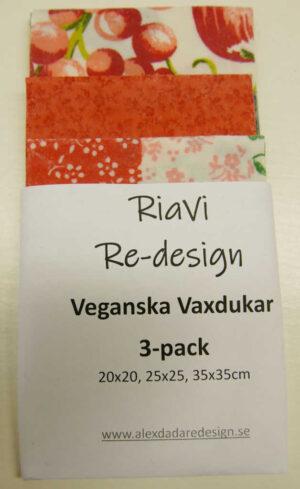 RiaVi
Re-design
Veganska Vaxdukar
3-pack
20x20, 25x25, 35x35cm
www.alexdadaredesign.se